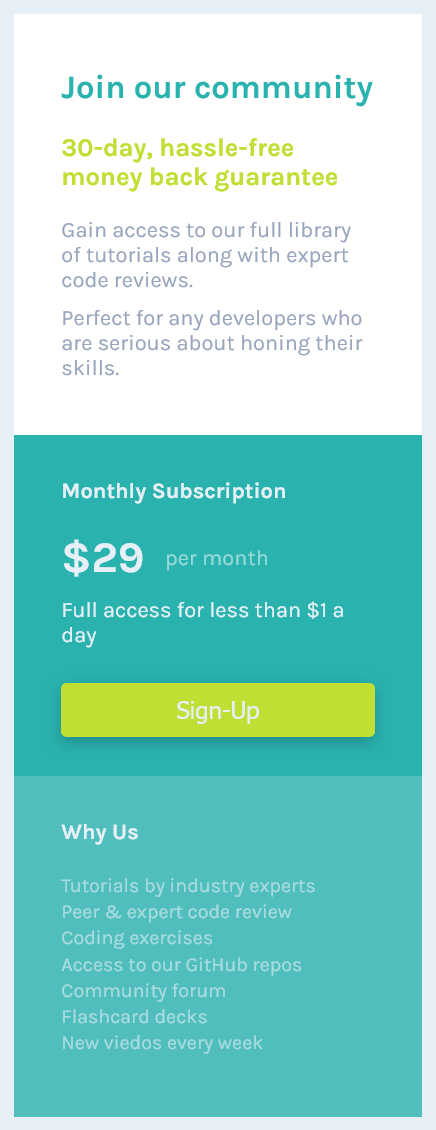 Join our community
30-day, hassle-free
money back guarantee
Gain access to our full library
of tutorials along with expert
code reviews.
Perfect for any developers who
are serious about honing their
skills.
Monthly Subscription
$29 per month
Full access for less than $1 a
day
Sign-Up
Why Us
Tutorials by industry experts
Peer & expert code review
Coding exercises
Access to our GitHub repos
Community forum
Flashcard decks
New viedos every week